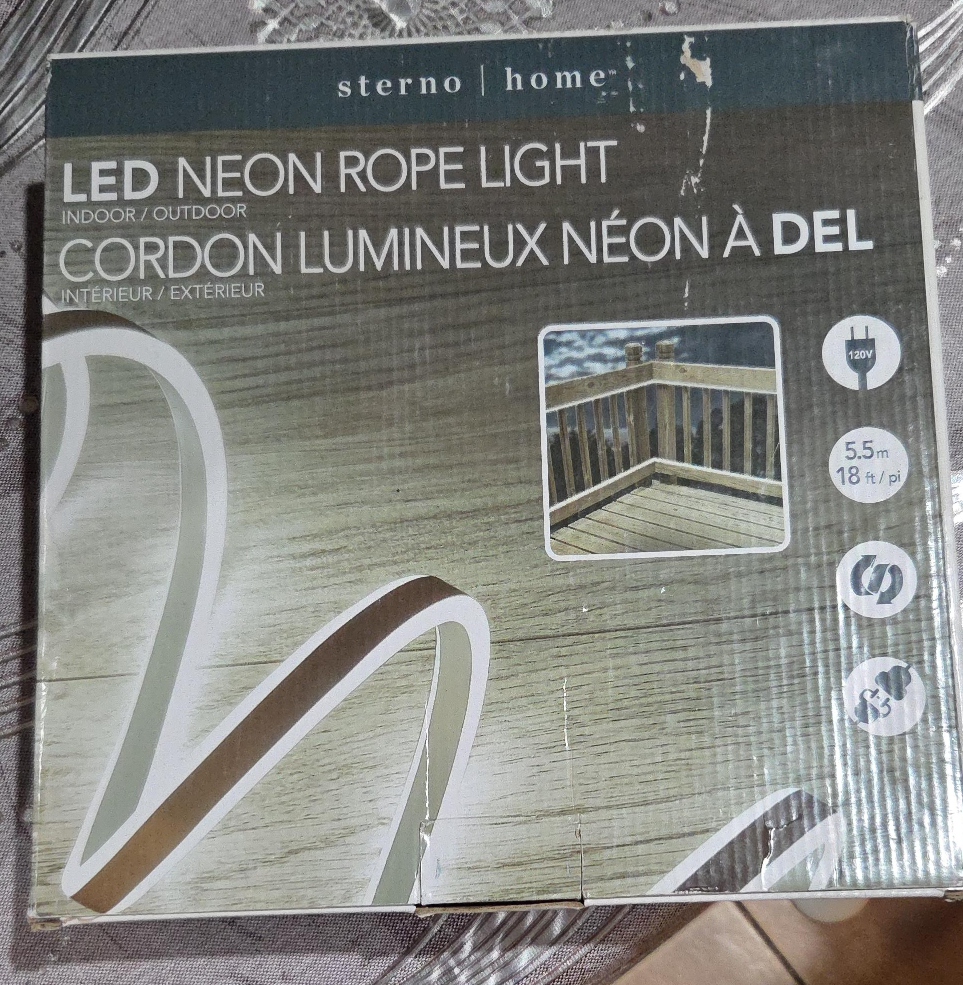 sterno | home™
LED NEON ROPE LIGHT
INDOOR / OUTDOOR
CORDON LUMINEUX NÉON À DEL
INTÉRIEUR / EXTÉRIEUR
120V
5.5m
18 ft / pi